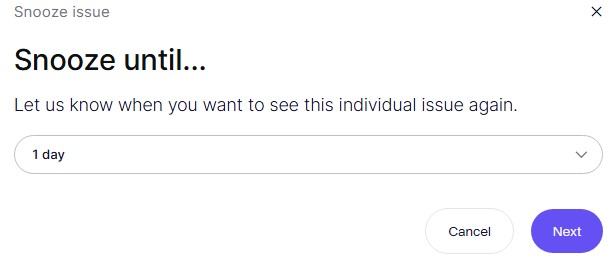 Snooze issue
Snooze until...
Let us know when you want to see this individual issue again.
1 day
Cancel
Next